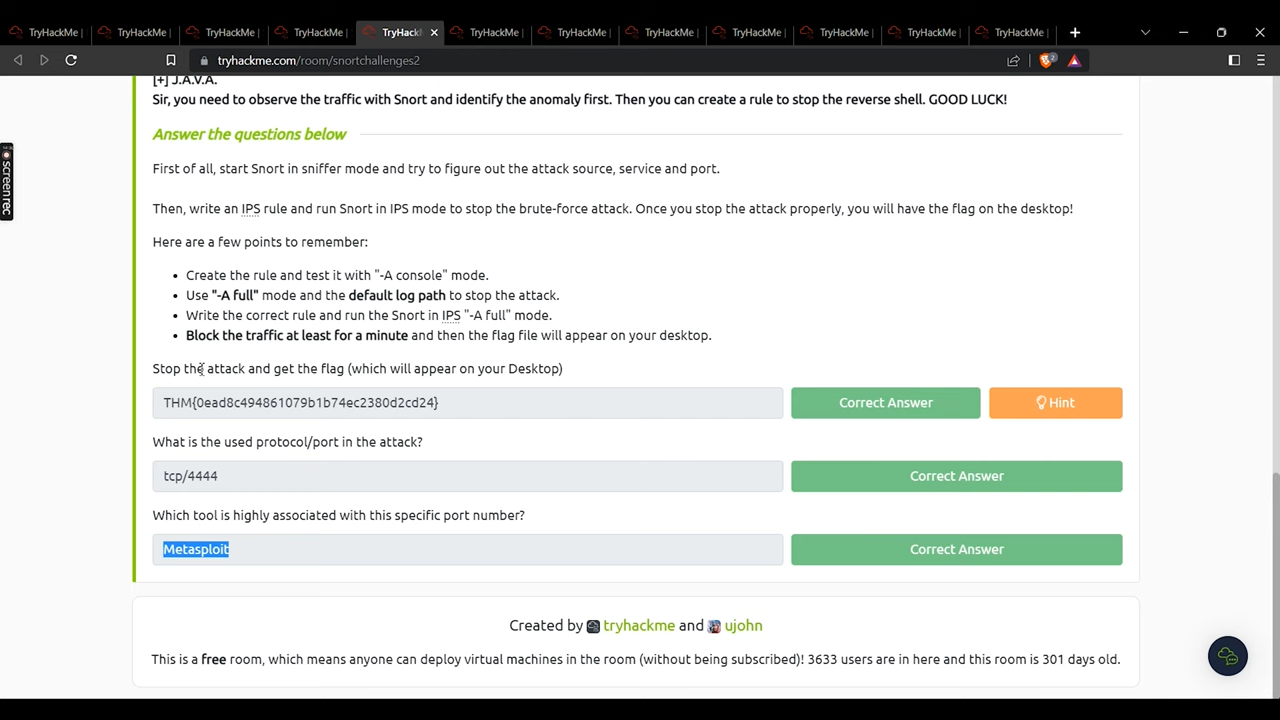 TryHackMe | TryHackMe | TryHackMe | TryHackMe | TryHack TryHackMe | TryHackMe | TryHackMe | TryHackMe | TryHackMe | TryHackMe | TryHackMe |
tryhackme.com/room/snortchallenges2
2
[+] J.A.V.A.
Sir, you need to observe the traffic with Snort and identify the anomaly first. Then you can create a rule to stop the reverse shell. GOOD LUCK!
Answer the questions below
First of all, start Snort in sniffer mode and try to figure out the attack source, service and port.
Then, write an IPS rule and run Snort in IPS mode to stop the brute-force attack. Once you stop the attack properly, you will have the flag on the desktop!
Here are a few points to remember:
• Create the rule and test it with "-A console" mode.
• Use "-A full" mode and the default log path to stop the attack.
• Write the correct rule and run the Snort in IPS "-A full" mode.
• Block the traffic at least for a minute and then the flag file will appear on your desktop.
Stop the attack and get the flag (which will appear on your Desktop)
THM{0ead8c494861079b1b74ec2380d2cd24} Correct Answer Hint
What is the used protocol/port in the attack?
tcp/4444 Correct Answer
Which tool is highly associated with this specific port number?
Metasploit Correct Answer
Created by tryhackme and ujohn
This is a free room, which means anyone can deploy virtual machines in the room (without being subscribed)! 3633 users are in here and this room is 301 days old.
screenrec